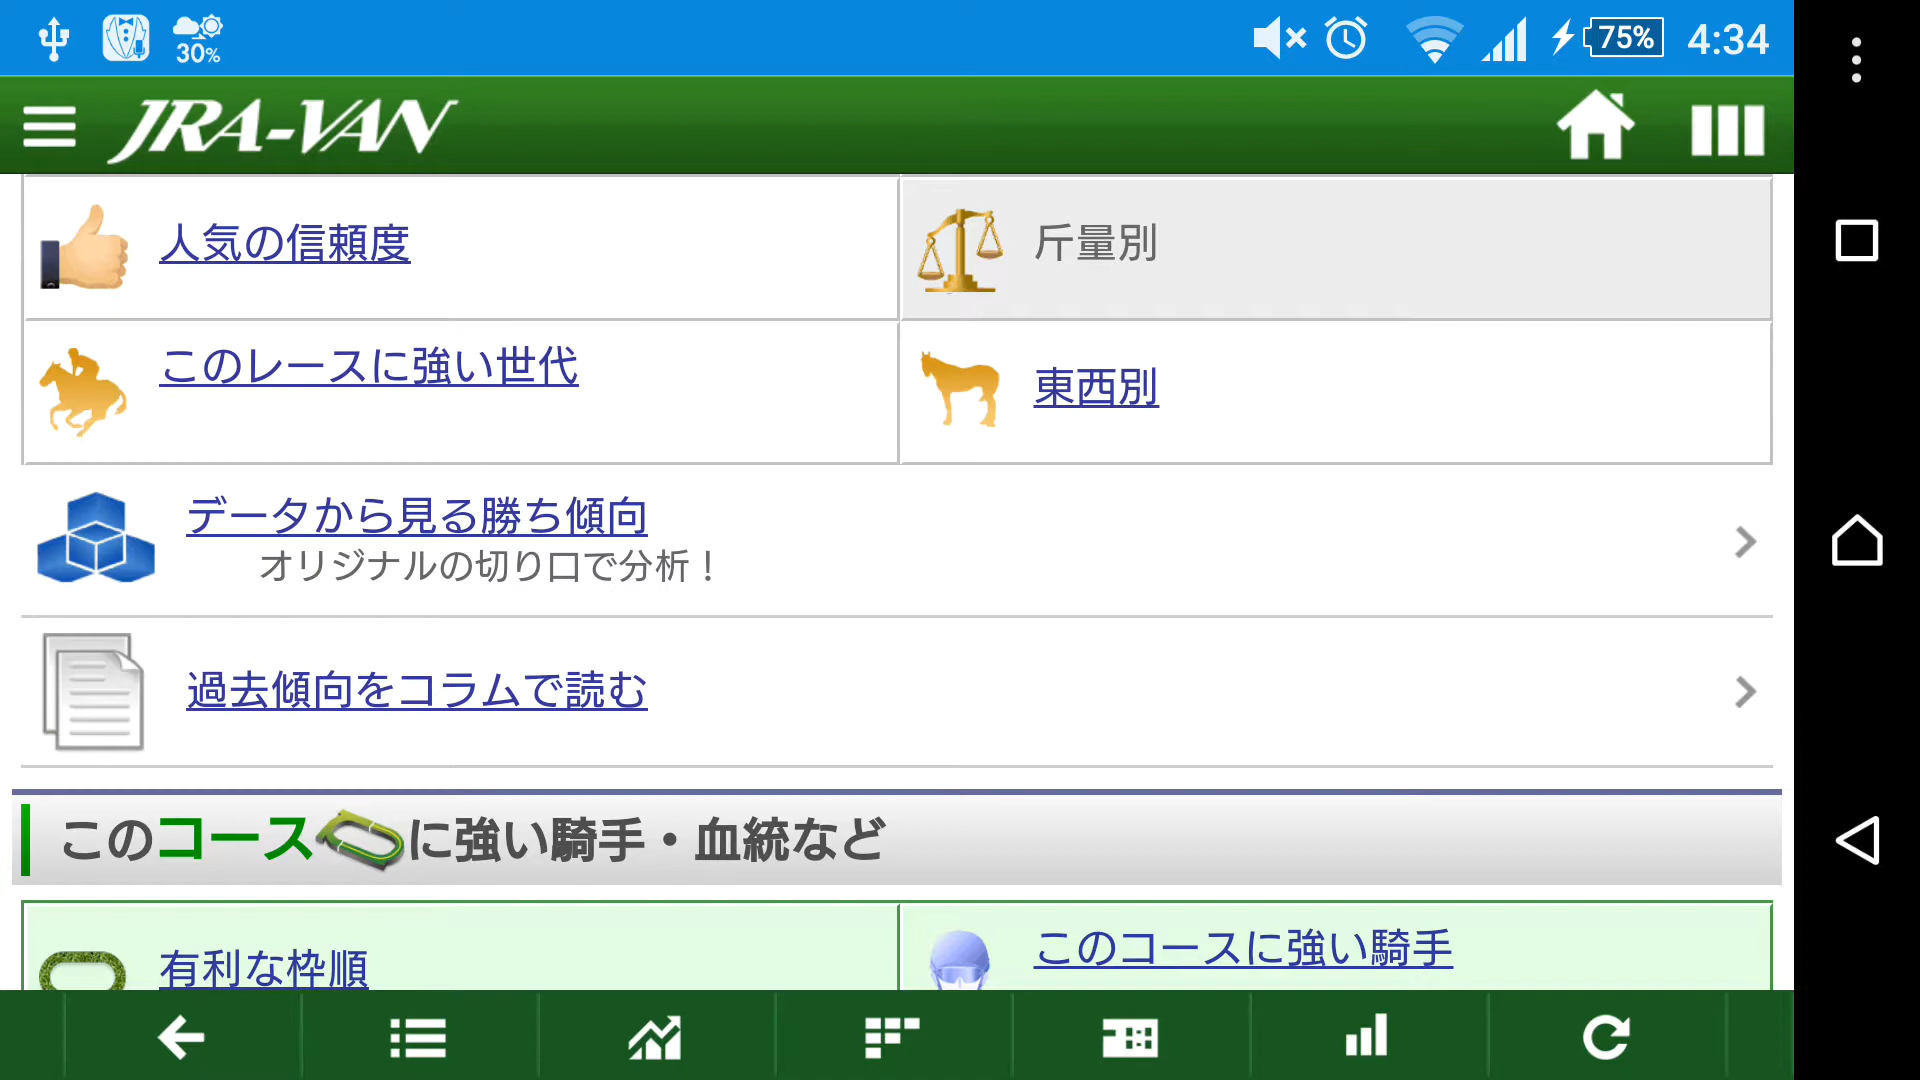 30%
75%
4:34
JRA-VAN
人気の信頼度
斤量別
このレースに強い世代
東西別
データから見る勝ち傾向
オリジナルの切り口で分析！
過去傾向をコラムで読む
このコースに強い騎手・血統など
有利な枠順
このコースに強い騎手